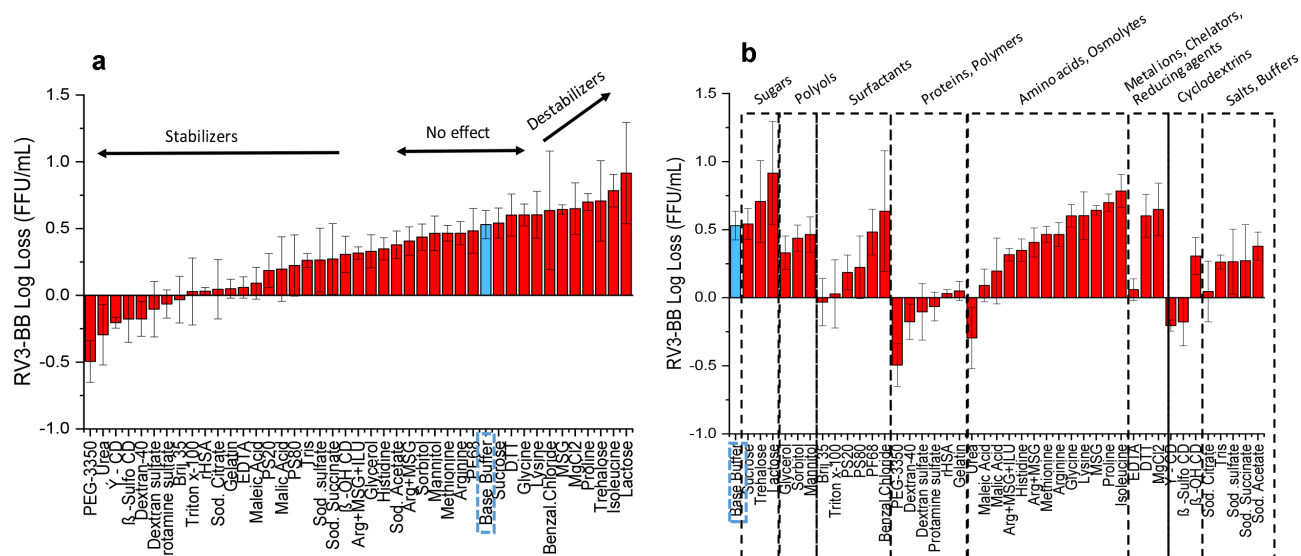 a
Stabilizers
No effect
Destabilizers
RV3-BB Log Loss (FFU/mL)
1.5
1.0
0.5
0.0
-0.5
-1.0
PEG-3350
Urea
Y - CD
ß -Sulfo CD
Dextran-40
Dextran sulfate
rotamine sulfate
Brij 35
Triton x-100
rHSA
Sod. Citrate
Gelatin
EDTA
Maleic Acid
PS20
Malic Acid
PS80
Tris
Sod. sulfate
Sod. Succinate
ß -OH CD
Arg+MSG+ILU
Glycerol
Histidine
Sod. Acetate
Arg+MSG
Sorbitol
Mannitol
Methionine
Arginine
PF68
Base Buffer
Sucrose
DTT
Glycine
Lysine
Benzal.Chloride
MSG
MgCl2
Proline
Trehalose
Isoleucine
Lactose
b
Sugars
Polyols
Surfactants
Proteins, Polymers
Amino acids, Osmolytes
Metal ions, Chelators,
Reducing agents
Cyclodextrins
Salts, Buffers
RV3-BB Log Loss (FFU/mL)
1.5
1.0
0.5
0.0
-0.5
-1.0
Base Buffer
Sucrose
Trehalose
Lactose
Glycerol
Sorbitol
Mannitol
Brij 35
Triton x-100
PS20
PS80
PF68
Benzal.Chloride
PEG-3350
Dextran-40
Dextran sulfate
Protamine sulfate
rHSA
Gelatin
Urea
Maleic Acid
Malic Acid
Arg+MSG+ILU
Histidine
Arg+MSG
Methionine
Arginine
Glycine
Lysine
MSG
Proline
Isoleucine
EDTA
DTT
MgCl2
Y - CD
ß -Sulfo CD
ß -OH CD
Sod. Citrate
Tris
Sod. sulfate
Sod. Succinate
Sod. Acetate